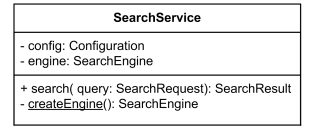 SearchService
- config: Configuration
- engine: SearchEngine
+ search( query: SearchRequest): SearchResult
- createEngine(): SearchEngine